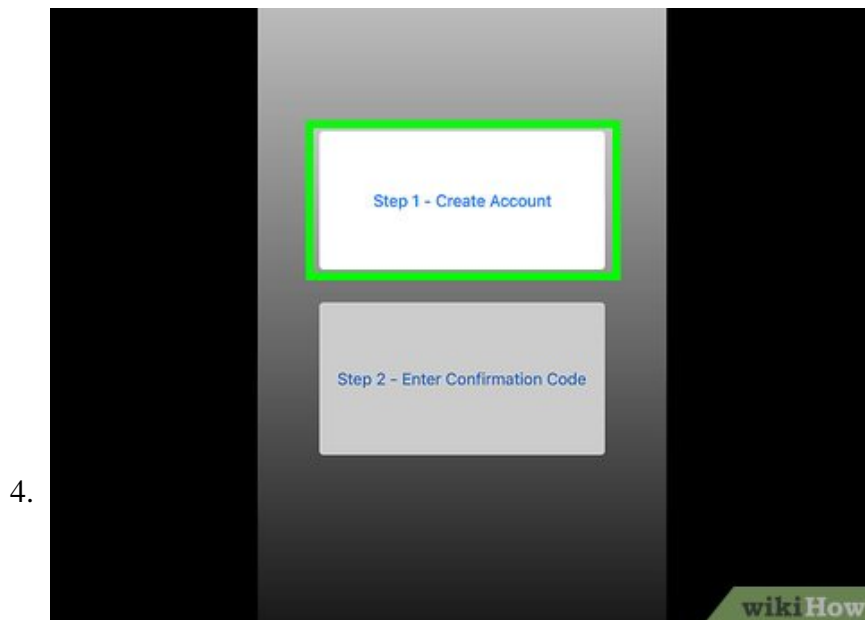 Step 1 - Create Account
Step 2 - Enter Confirmation Code
4.
wikiHow